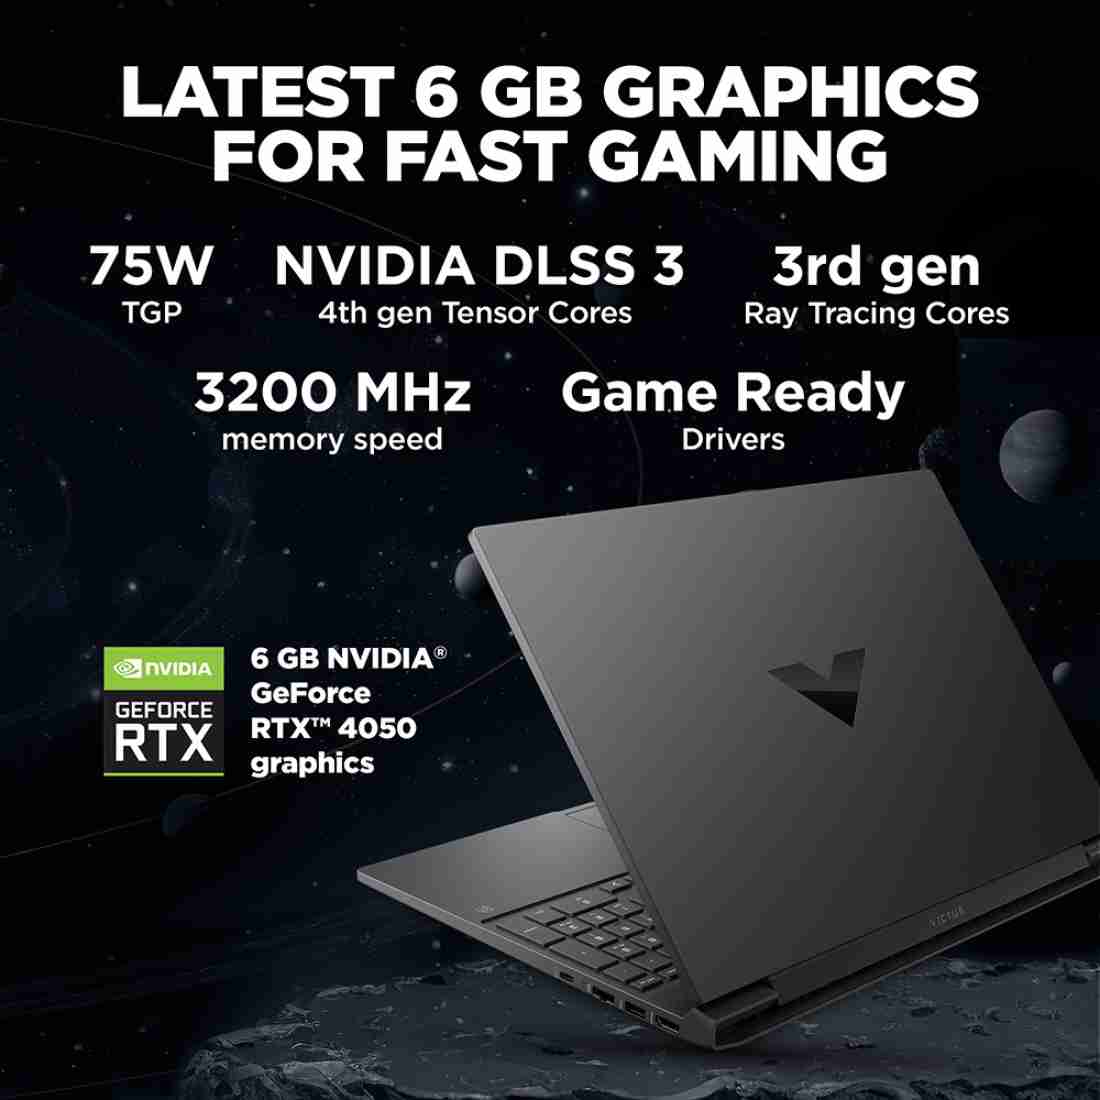 LATEST 6 GB GRAPHICS
FOR FAST GAMING
75W
TGP
NVIDIA DLSS 3
4th gen Tensor Cores
3rd gen
Ray Tracing Cores
3200 MHz
memory speed
Game Ready
Drivers
NVIDIA
GEFORCE
RTX
6 GB NVIDIA®
GeForce
RTX™ 4050
graphics
VICTUS